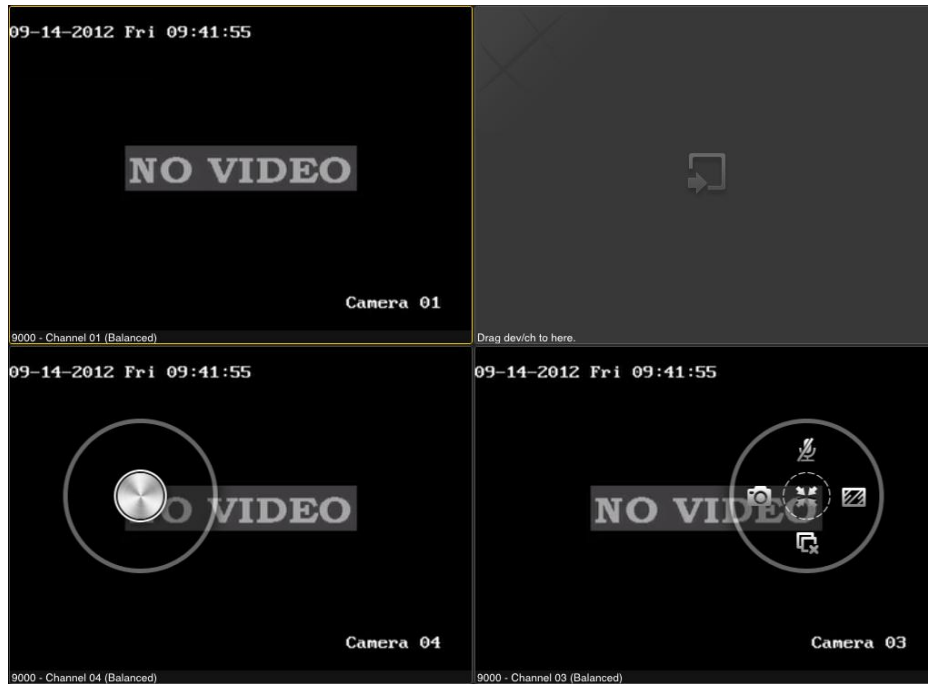 09-14-2012 Fri 09:41:55
NO VIDEO
Camera 01
9000 - Channel 01 (Balanced)
Drag dev/ch to here.
09-14-2012 Fri 09:41:55
NO VIDEO
Camera 04
9000 - Channel 04 (Balanced)
09-14-2012 Fri 09:41:55
NO VIDEO
Camera 03
9000 - Channel 03 (Balanced)